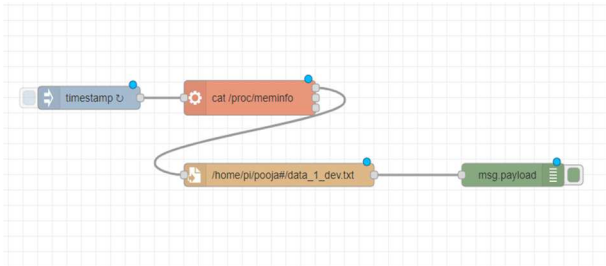 timestamp ↻
cat /proc/meminfo
/home/pi/pooja#/data_1_dev.txt
msg.payload